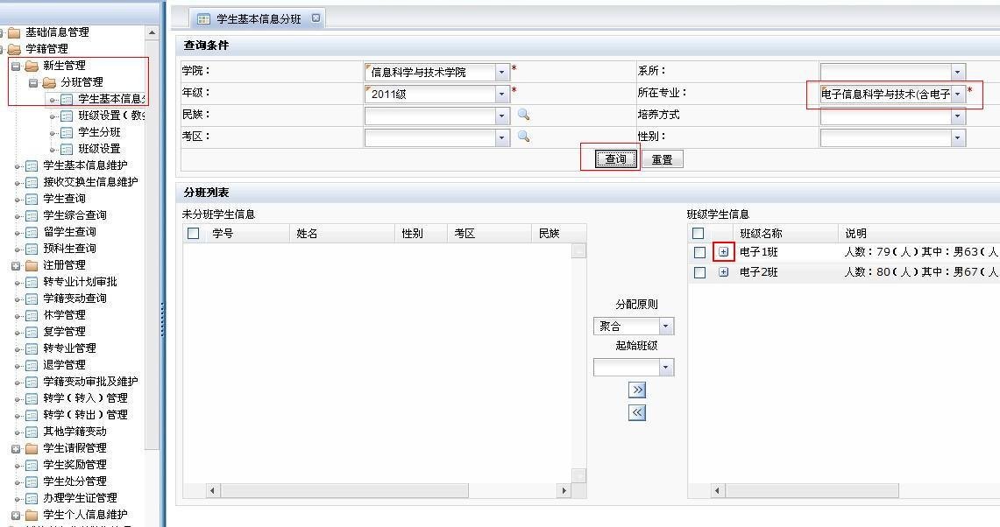 基础信息管理
学籍管理
新生管理
分班管理
学生基本信息
班级设置(教
学生分班
班级设置
学生基本信息维护
接收交换生信息维护
学生查询
学生综合查询
留学生查询
预科生查询
注册管理
转专业计划审批
学籍变动查询
休学管理
复学管理
转专业管理
退学管理
学籍变动审批及维护
转学(转入)管理
转学(转出)管理
其他学籍变动
学生请假管理
学生奖励管理
学生处分管理
办理学生证管理
学生个人信息维护
学生基本信息分班
查询条件
学院: 信息科学与技术学院 * 系所:
年级: 2011级 * 所在专业: 电子信息科学与技术(含电子 *
民族: 培养方式
考区: 性别:
查询 重置
分班列表
未分班学生信息
学号 姓名 性别 考区 民族
分配原则
聚合
起始班级
班级学生信息
班级名称 说明
电子1班 人数:79(人)其中:男63(人
电子2班 人数:80(人)其中:男67(人